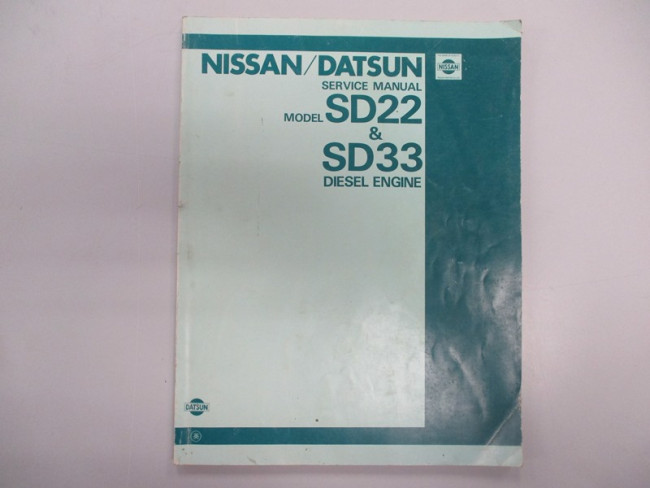 NISSAN/DATSUN
NISSAN
SERVICE MANUAL
MODEL SD22
&
SD33
DIESEL ENGINE
DATSUN